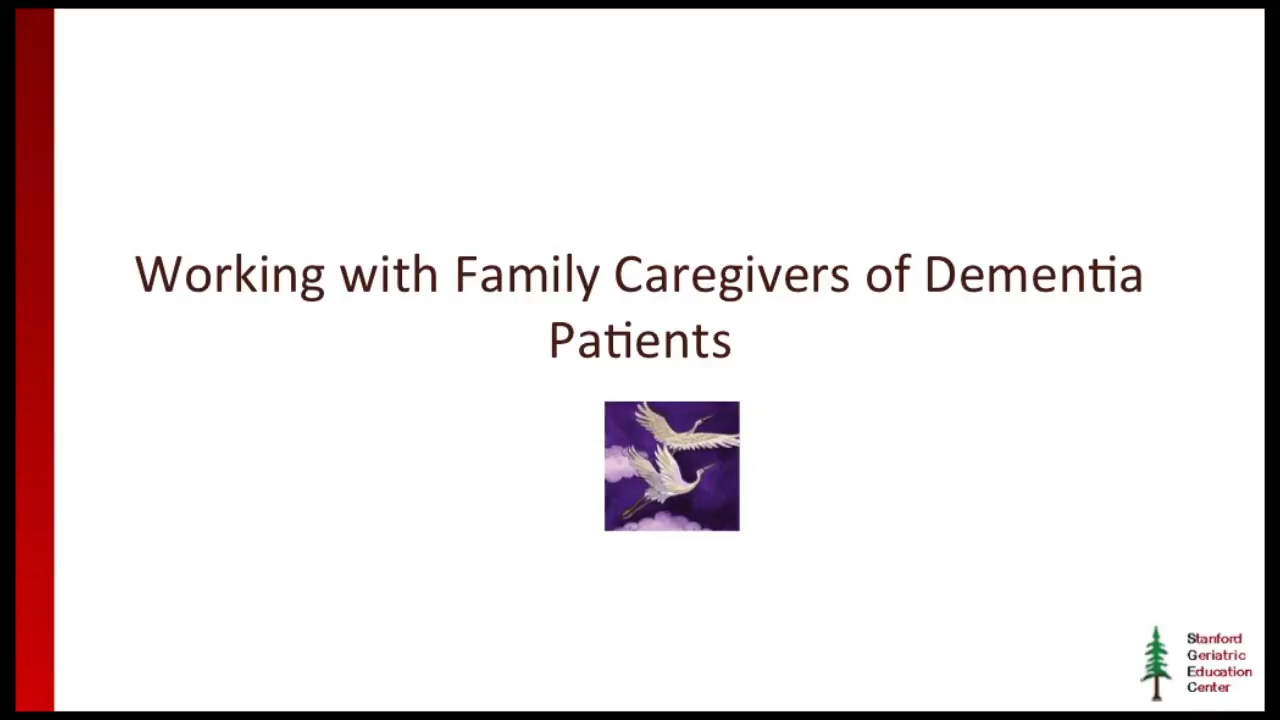 Working with Family Caregivers of Dementia
Patients
Stanford
Geriatric
Education
Center